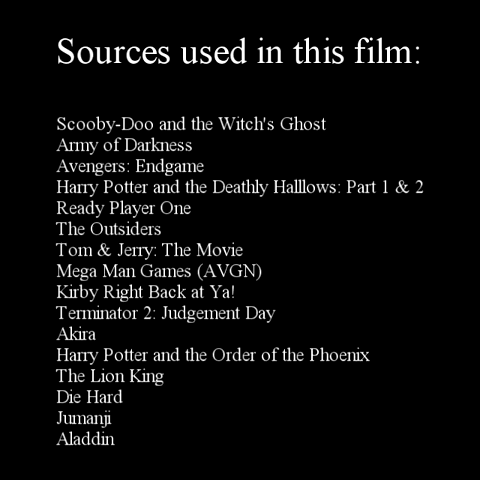 Sources used in this film:
Scooby-Doo and the Witch's Ghost
Army of Darkness
Avengers: Endgame
Harry Potter and the Deathly Halllows: Part 1 & 2
Ready Player One
The Outsiders
Tom & Jerry: The Movie
Mega Man Games (AVGN)
Kirby Right Back at Ya!
Terminator 2: Judgement Day
Akira
Harry Potter and the Order of the Phoenix
The Lion King
Die Hard
Jumanji
Aladdin